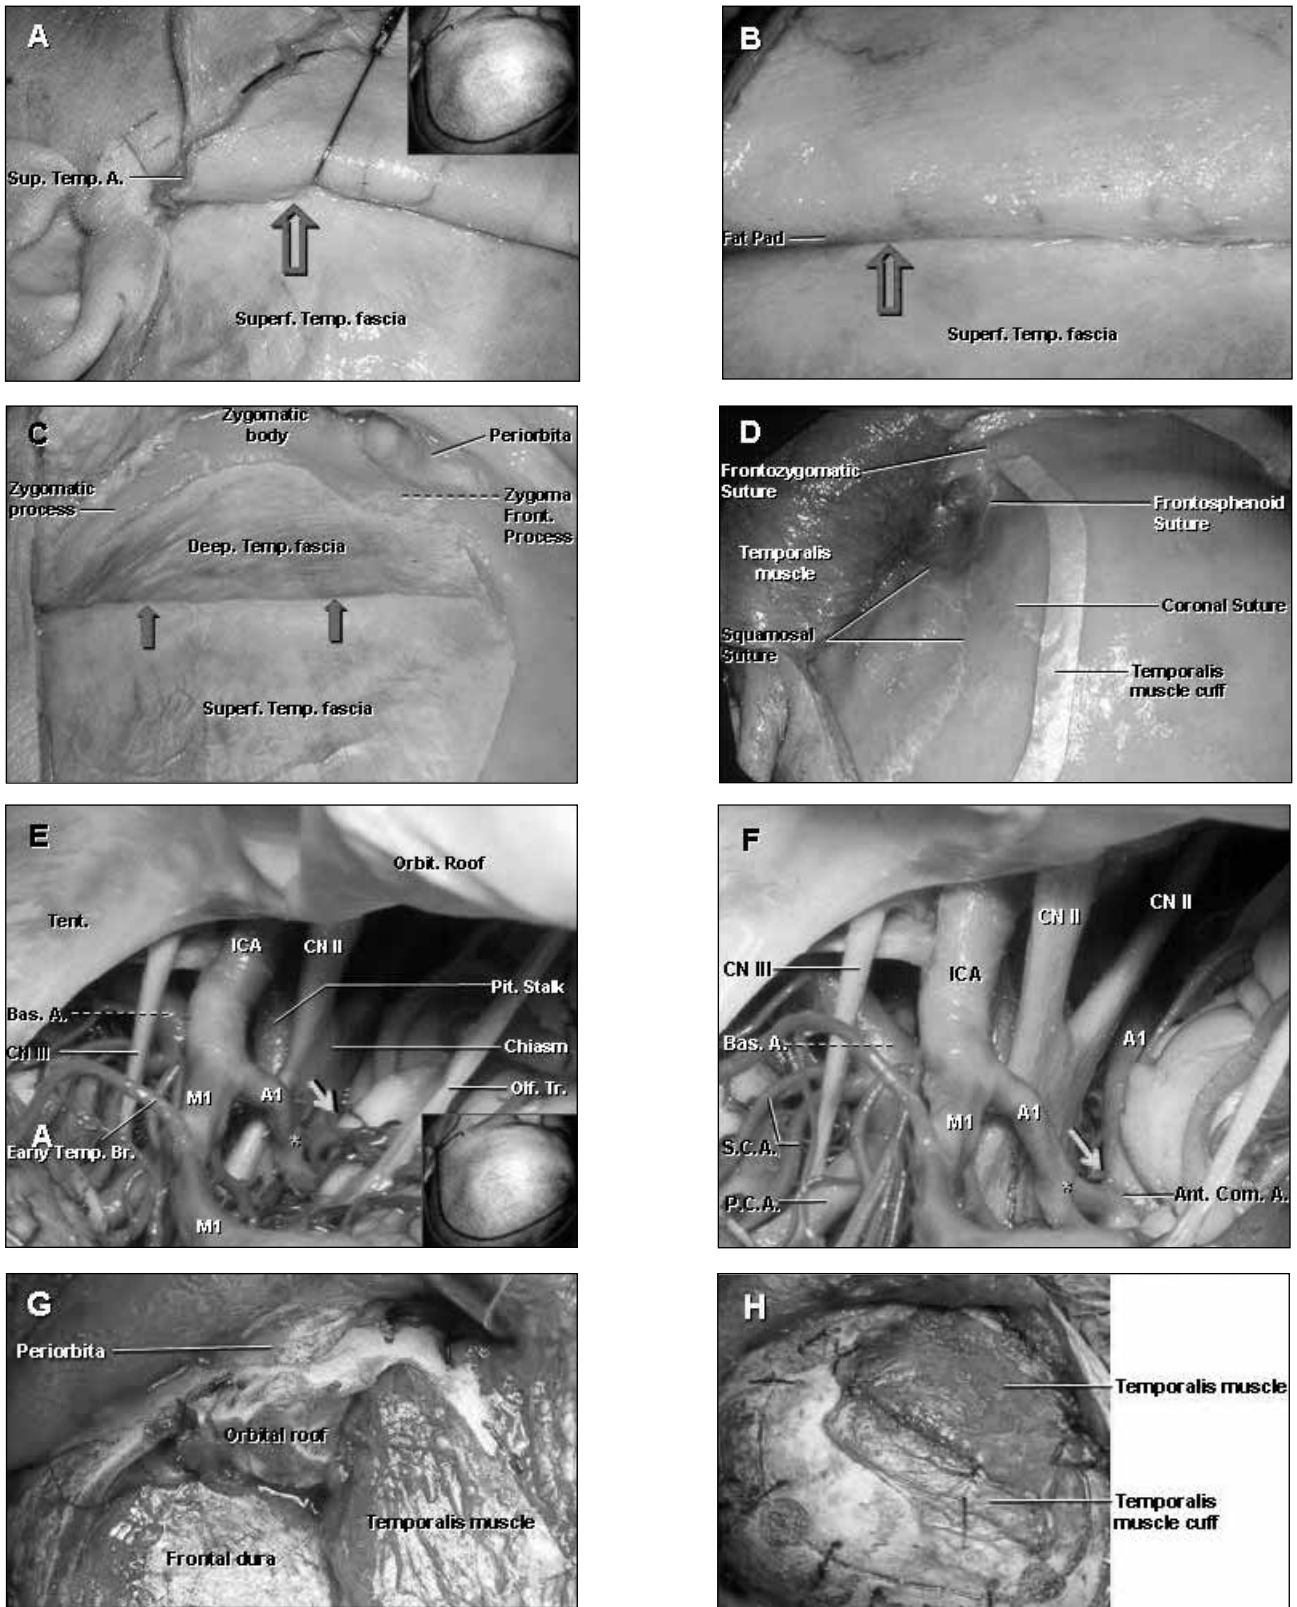 A
Sup. Temp. A.
Superf. Temp. fascia
B
Fat Pad
Superf. Temp. fascia
C
Zygomatic
body
Periorbita
Zygomatic
process
Zygoma
Front.
Process
Deep. Temp. fascia
Superf. Temp. fascia
D
Frontozygomatic
Suture
Frontosphenoid
Suture
Temporalis
muscle
Coronal Suture
Squamosal
Suture
Temporalis
muscle cuff
E
Orbit. Roof
Tent.
ICA
CN II
Pit. Stalk
Bas. A.
CN III
Chiasm
M1
A1
Olf. Tr.
*
A
Early Temp. Br.
M1
F
CN II
CN II
CN III
ICA
Bas. A.
A1
M1
A1
S.C.A.
*
P.C.A.
Ant. Com. A.
G
Periorbita
Orbital roof
Temporalis muscle
Frontal dura
H
Temporalis muscle
Temporalis
muscle cuff